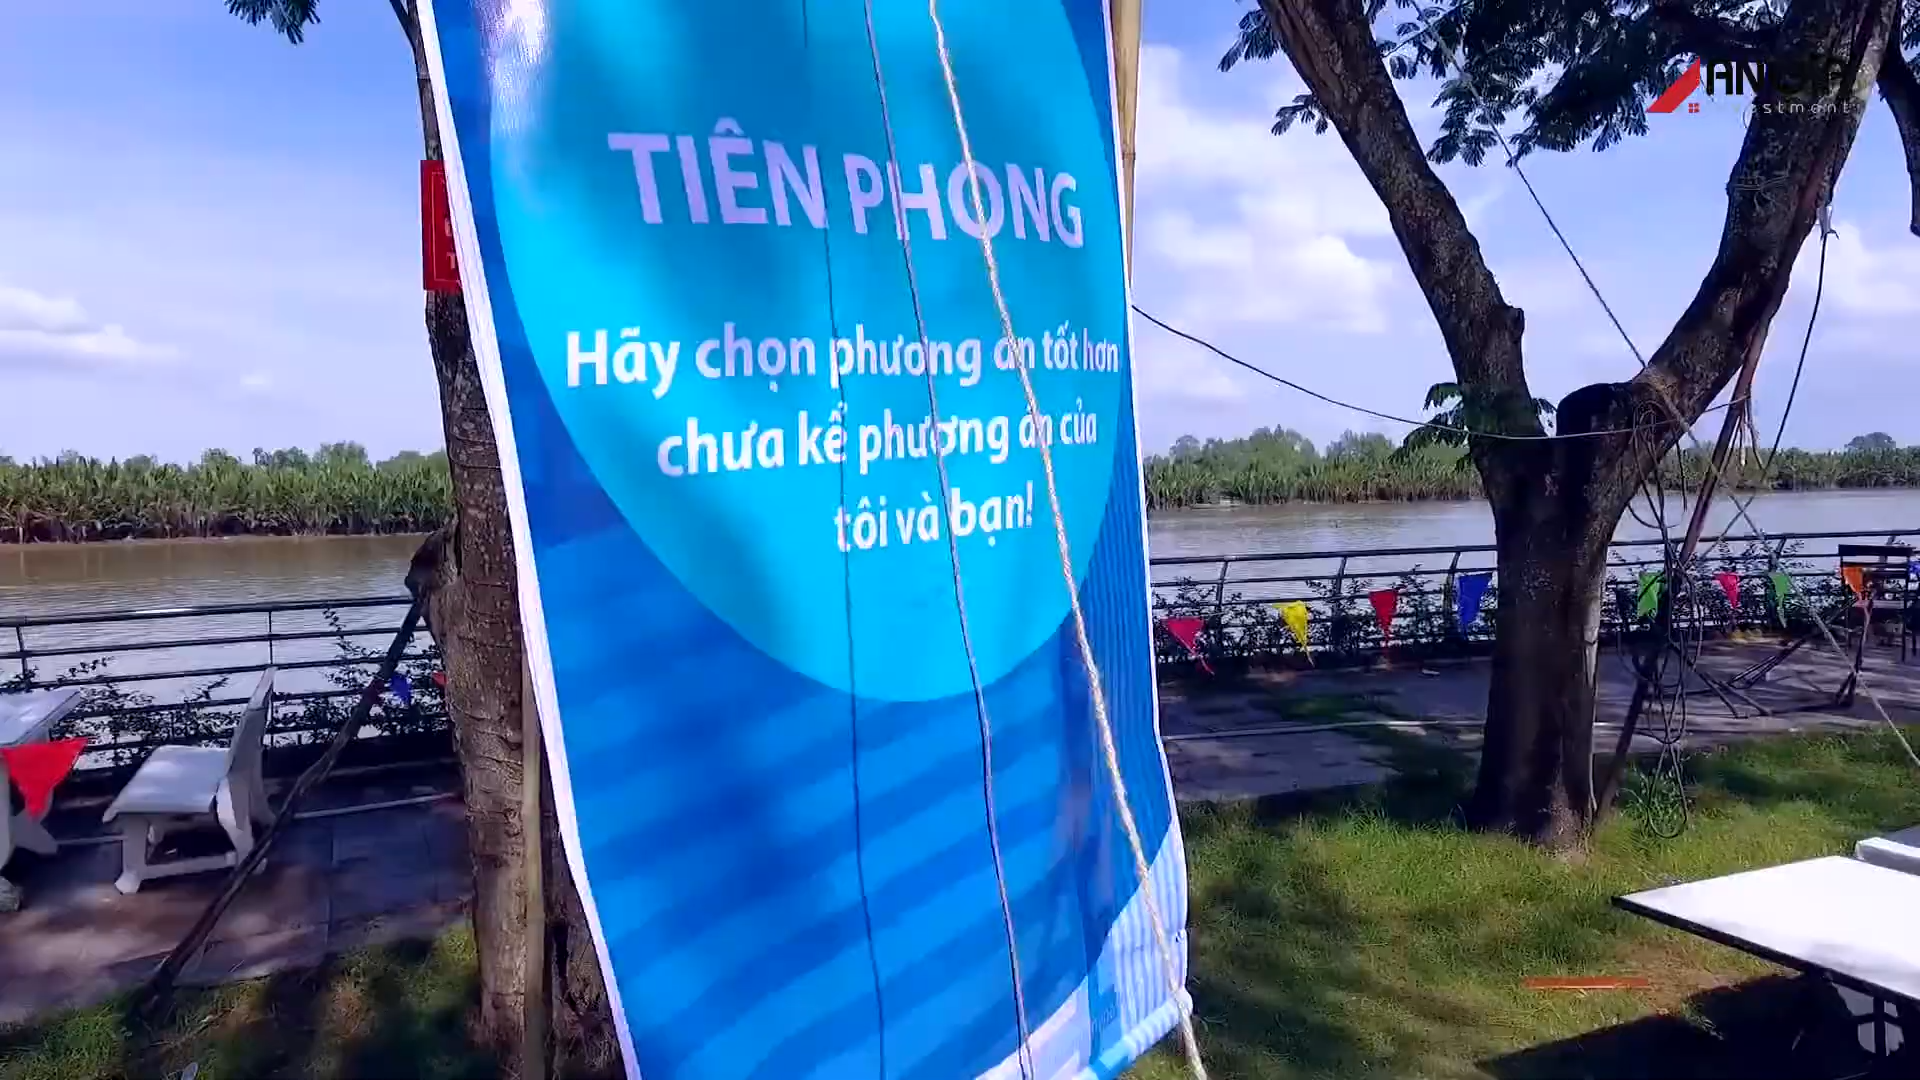 TIÊN PHONG
Hãy chọn phương án tốt hơn
chưa kể phương án của
tôi và bạn!